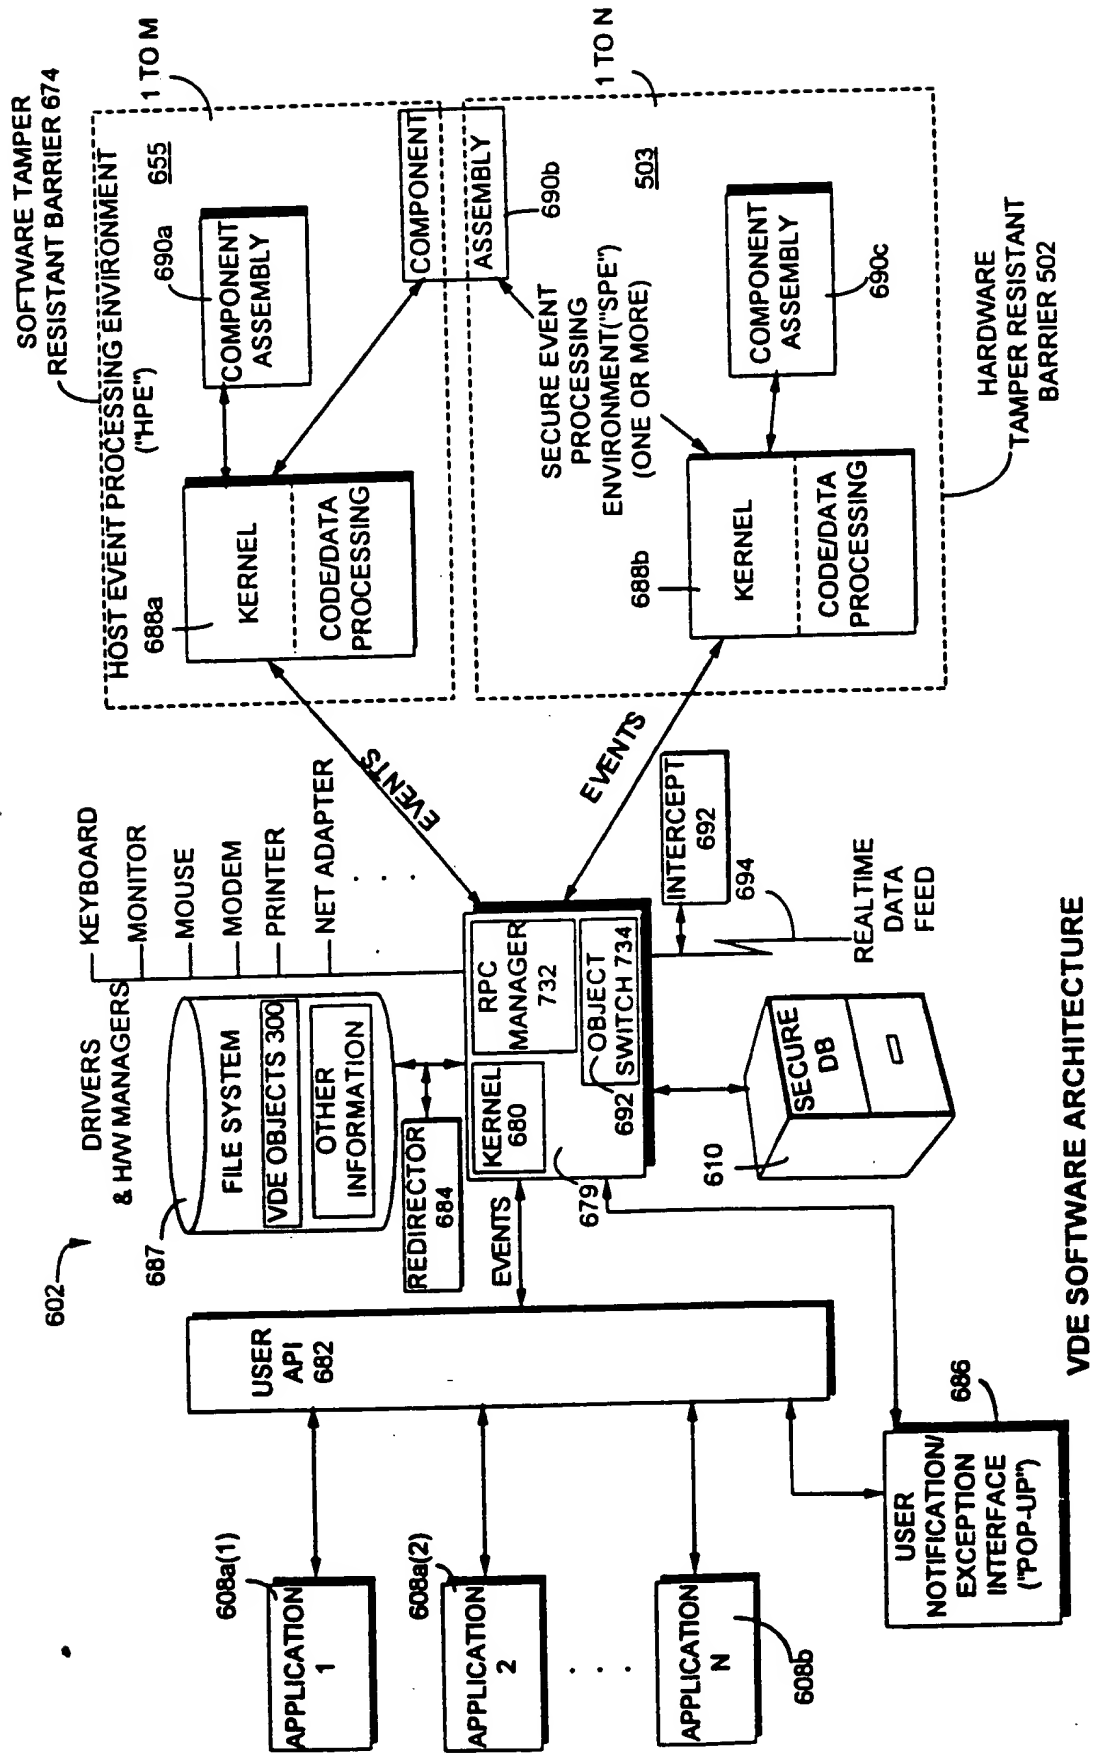 602
DRIVERS
& H/W MANAGERS
KEYBOARD
MONITOR
MOUSE
MODEM
PRINTER
NET ADAPTER
. . .
687
FILE SYSTEM
VDE OBJECTS 300
OTHER
INFORMATION
REDIRECTOR
684
APPLICATION
1
608a(1)
APPLICATION
2
608a(2)
. . .
APPLICATION
N
608b
USER
API
682
EVENTS
KERNEL
680
RPC
MANAGER
732
OBJECT
SWITCH 734
692
679
INTERCEPT
692
694
REALTIME
DATA
FEED
SECURE
DB
610
USER
NOTIFICATION/
EXCEPTION
INTERFACE
("POP-UP")
686
EVENTS
EVENTS
SOFTWARE TAMPER
RESISTANT BARRIER 674
HOST EVENT PROCESSING ENVIRONMENT
("HPE")
655
1 TO M
688a
KERNEL
CODE/DATA
PROCESSING
690a
COMPONENT
ASSEMBLY
COMPONENT
ASSEMBLY
690b
SECURE EVENT
PROCESSING
ENVIRONMENT("SPE")
(ONE OR MORE)
503
1 TO N
688b
KERNEL
CODE/DATA
PROCESSING
COMPONENT
ASSEMBLY
690c
HARDWARE
TAMPER RESISTANT
BARRIER 502
VDE SOFTWARE ARCHITECTURE